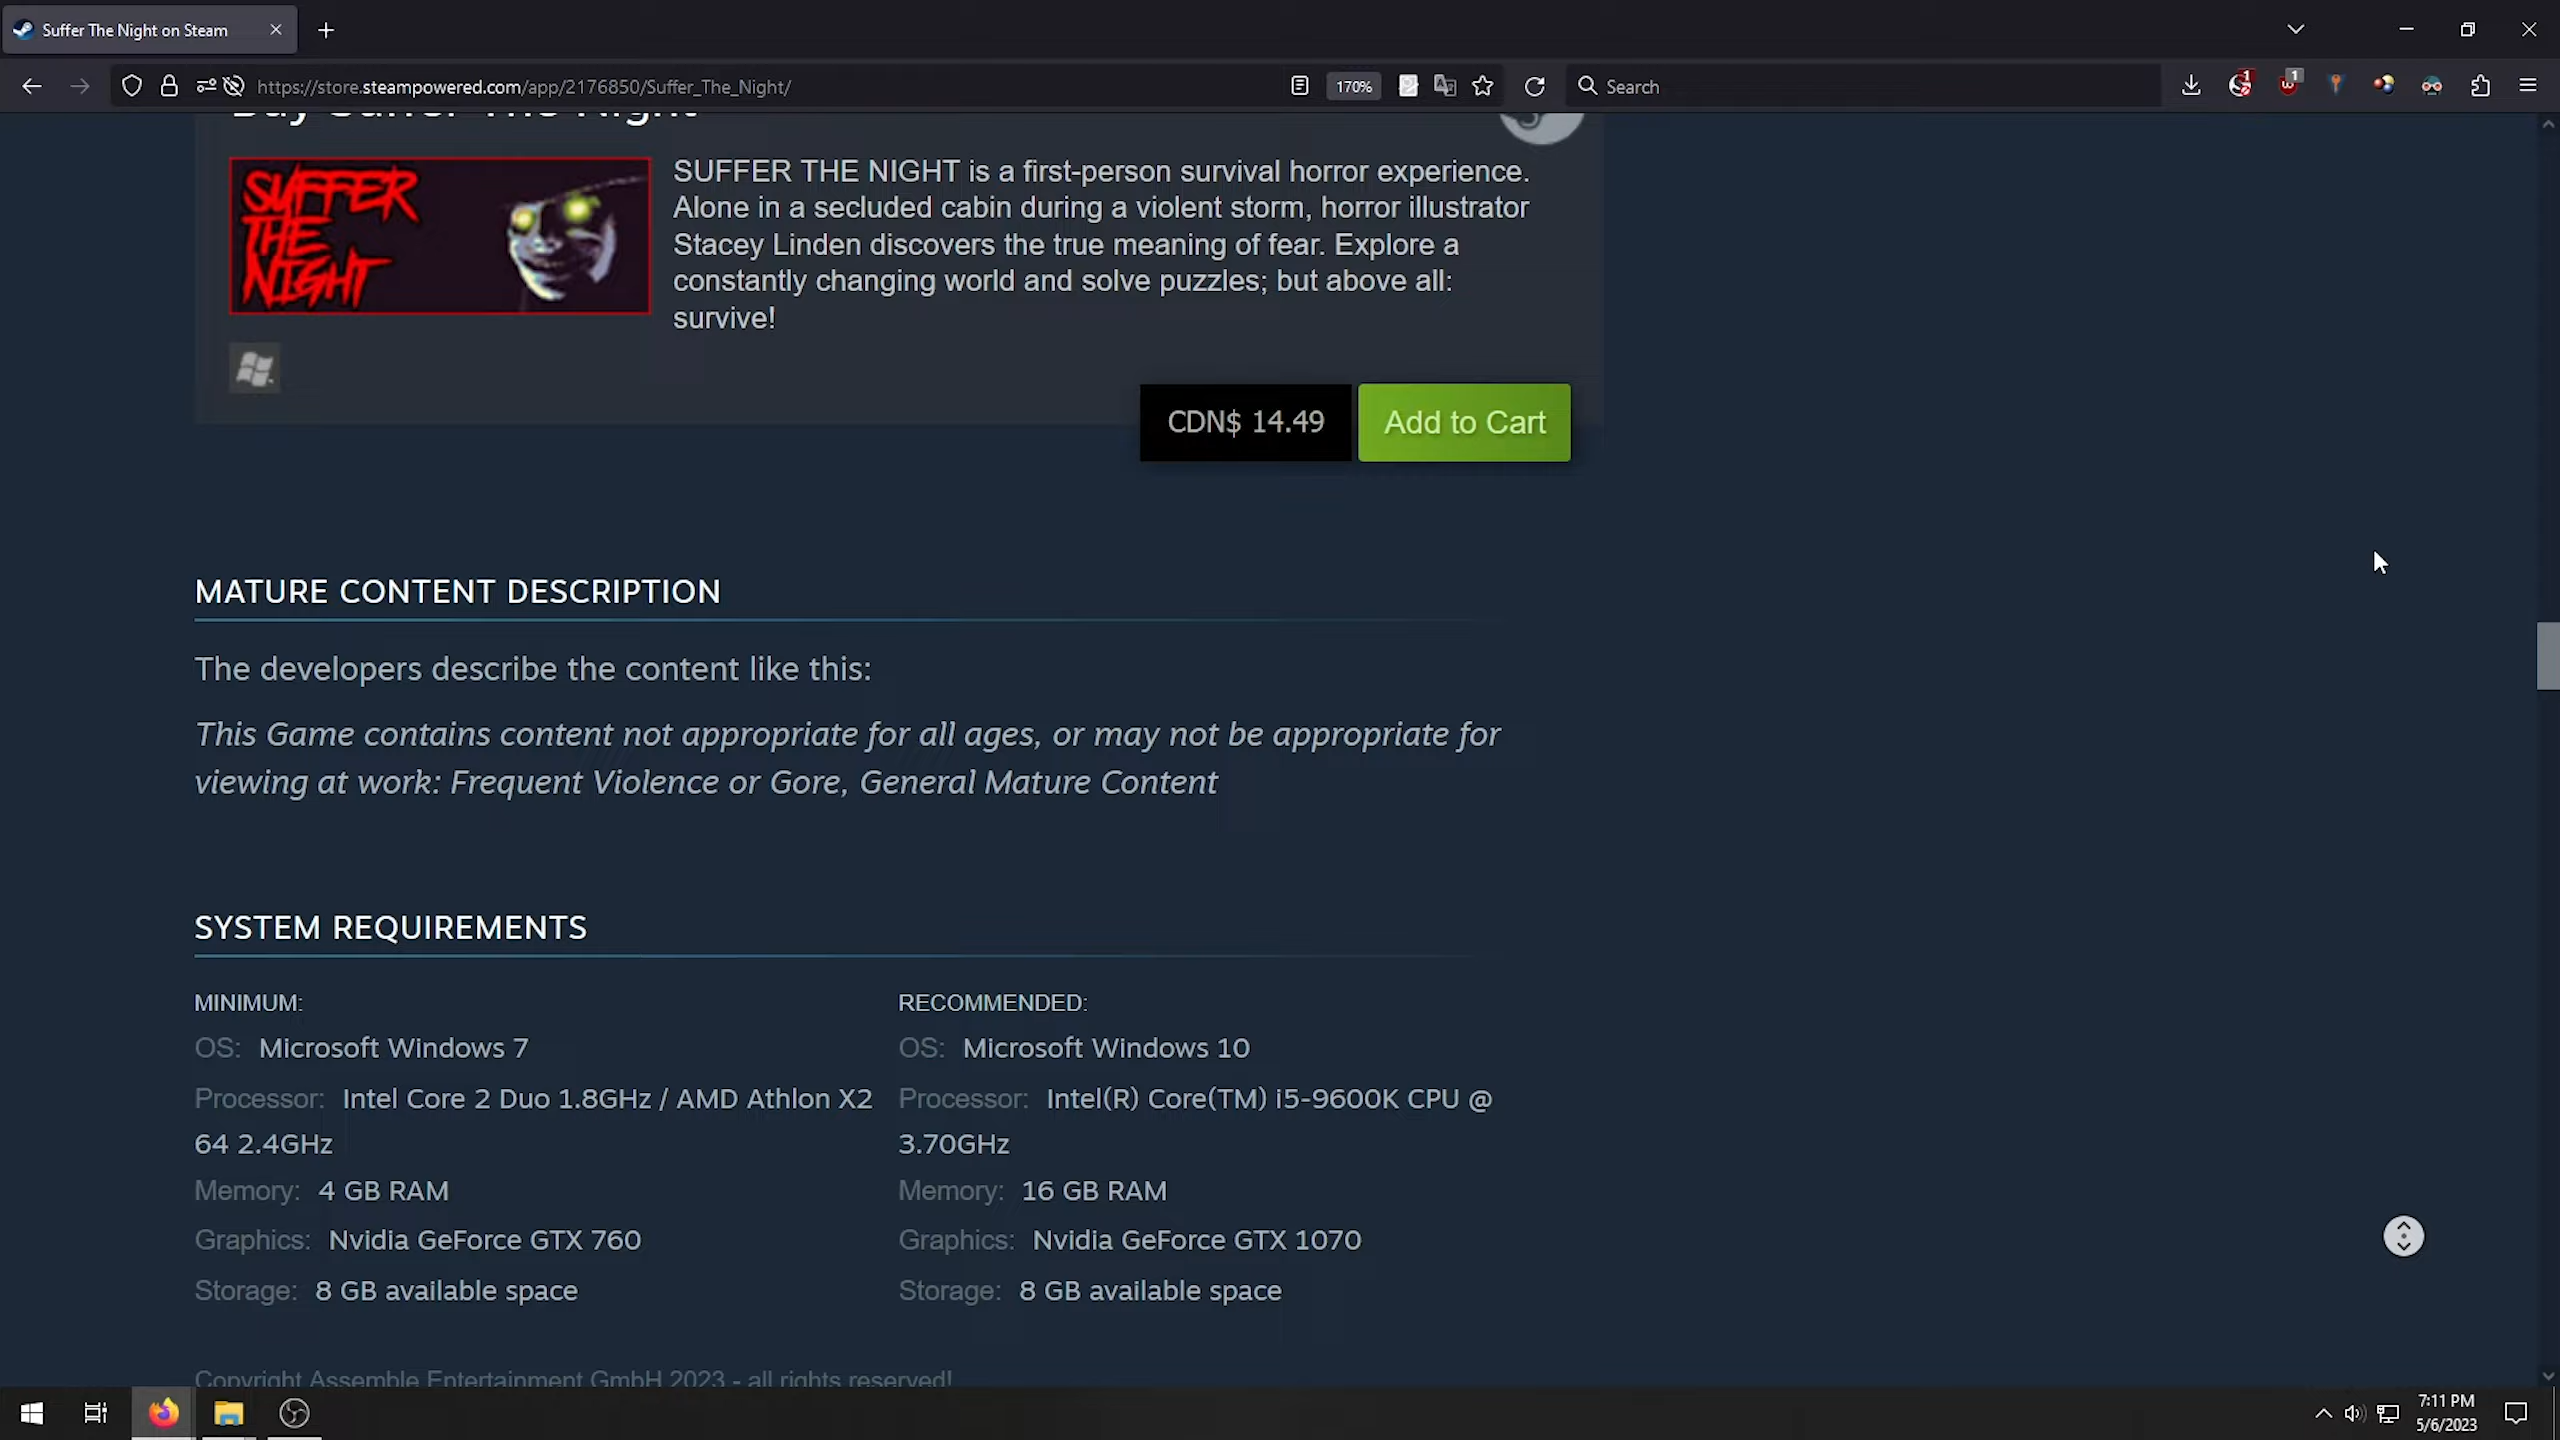 Suffer The Night on Steam
https://store.steampowered.com/app/2176850/Suffer_The_Night/
170%
Search
1
1
Buy Suffer The Night
SUFFER
THE
NIGHT
SUFFER THE NIGHT is a first-person survival horror experience.
Alone in a secluded cabin during a violent storm, horror illustrator
Stacey Linden discovers the true meaning of fear. Explore a
constantly changing world and solve puzzles; but above all:
survive!
CDN$ 14.49
Add to Cart
MATURE CONTENT DESCRIPTION
The developers describe the content like this:
This Game contains content not appropriate for all ages, or may not be appropriate for
viewing at work: Frequent Violence or Gore, General Mature Content
SYSTEM REQUIREMENTS
MINIMUM:
OS: Microsoft Windows 7
Processor: Intel Core 2 Duo 1.8GHz / AMD Athlon X2
64 2.4GHz
Memory: 4 GB RAM
Graphics: Nvidia GeForce GTX 760
Storage: 8 GB available space
RECOMMENDED:
OS: Microsoft Windows 10
Processor: Intel(R) Core(TM) i5-9600K CPU @
3.70GHz
Memory: 16 GB RAM
Graphics: Nvidia GeForce GTX 1070
Storage: 8 GB available space
Copyright Assemble Entertainment GmbH 2023 - all rights reserved!
7:11 PM
5/6/2023